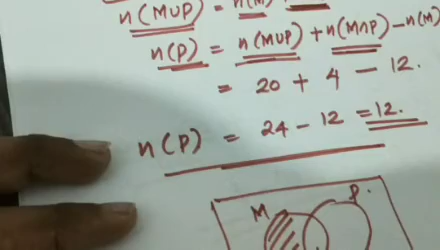 n(M∪P) = n(M)
n(P) = n(M∪P) + n(M∩P) - n(M)
= 20 + 4 - 12.
n(P) = 24 - 12 = 12.
M P.